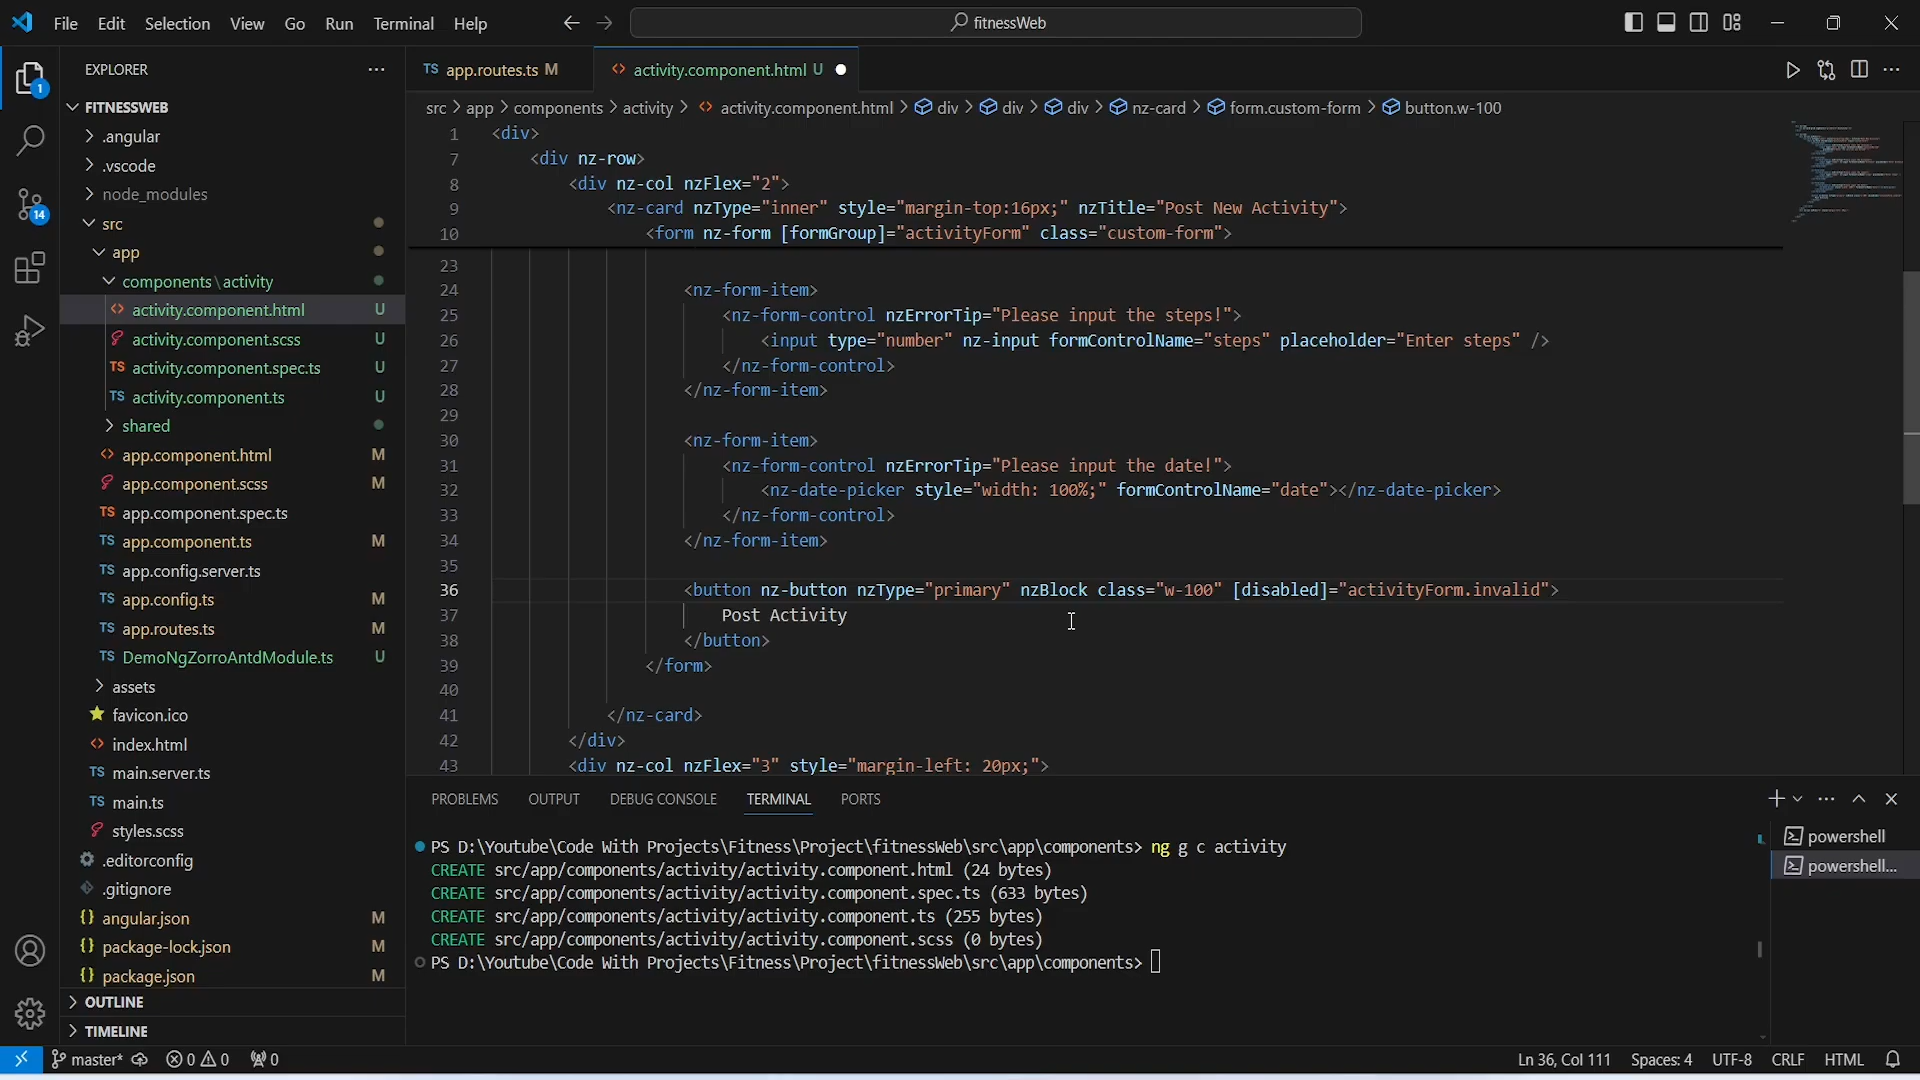 File Edit Selection View Go Run Terminal Help
fitnessWeb
EXPLORER
FITNESSWEB
.angular
.vscode
node_modules
src
app
components\activity
activity.component.html U
activity.component.scss U
activity.component.spec.ts U
activity.component.ts U
shared
app.component.html M
app.component.scss M
app.component.spec.ts
app.component.ts M
app.config.server.ts
app.config.ts M
app.routes.ts M
DemoNgZorroAntdModule.ts U
assets
favicon.ico
index.html
main.server.ts
main.ts
styles.scss
.editorconfig
.gitignore
angular.json M
package-lock.json M
package.json M
OUTLINE
TIMELINE
TS app.routes.ts M
activity.component.html U
src > app > components > activity > activity.component.html > div > div > div > nz-card > form.custom-form > button.w-100
1 <div>
7 <div nz-row>
8 <div nz-col nzFlex="2">
9 <nz-card nzType="inner" style="margin-top:16px;" nzTitle="Post New Activity">
10 <form nz-form [formGroup]="activityForm" class="custom-form">
23
24 <nz-form-item>
25 <nz-form-control nzErrorTip="Please input the steps!">
26 <input type="number" nz-input formControlName="steps" placeholder="Enter steps" />
27 </nz-form-control>
28 </nz-form-item>
29
30 <nz-form-item>
31 <nz-form-control nzErrorTip="Please input the date!">
32 <nz-date-picker style="width: 100%;" formControlName="date"></nz-date-picker>
33 </nz-form-control>
34 </nz-form-item>
35
36 <button nz-button nzType="primary" nzBlock class="w-100" [disabled]="activityForm.invalid">
37 Post Activity
38 </button>
39 </form>
40
41 </nz-card>
42 </div>
43 <div nz-col nzFlex="3" style="margin-left: 20px;">
PROBLEMS OUTPUT DEBUG CONSOLE TERMINAL PORTS
PS D:\Youtube\Code With Projects\Fitness\Project\fitnessWeb\src\app\components> ng g c activity
CREATE src/app/components/activity/activity.component.html (24 bytes)
CREATE src/app/components/activity/activity.component.spec.ts (633 bytes)
CREATE src/app/components/activity/activity.component.ts (255 bytes)
CREATE src/app/components/activity/activity.component.scss (0 bytes)
PS D:\Youtube\Code With Projects\Fitness\Project\fitnessWeb\src\app\components>
powershell
powershell...
1
14
master* 0 0 0
Ln 36, Col 111 Spaces: 4 UTF-8 CRLF HTML